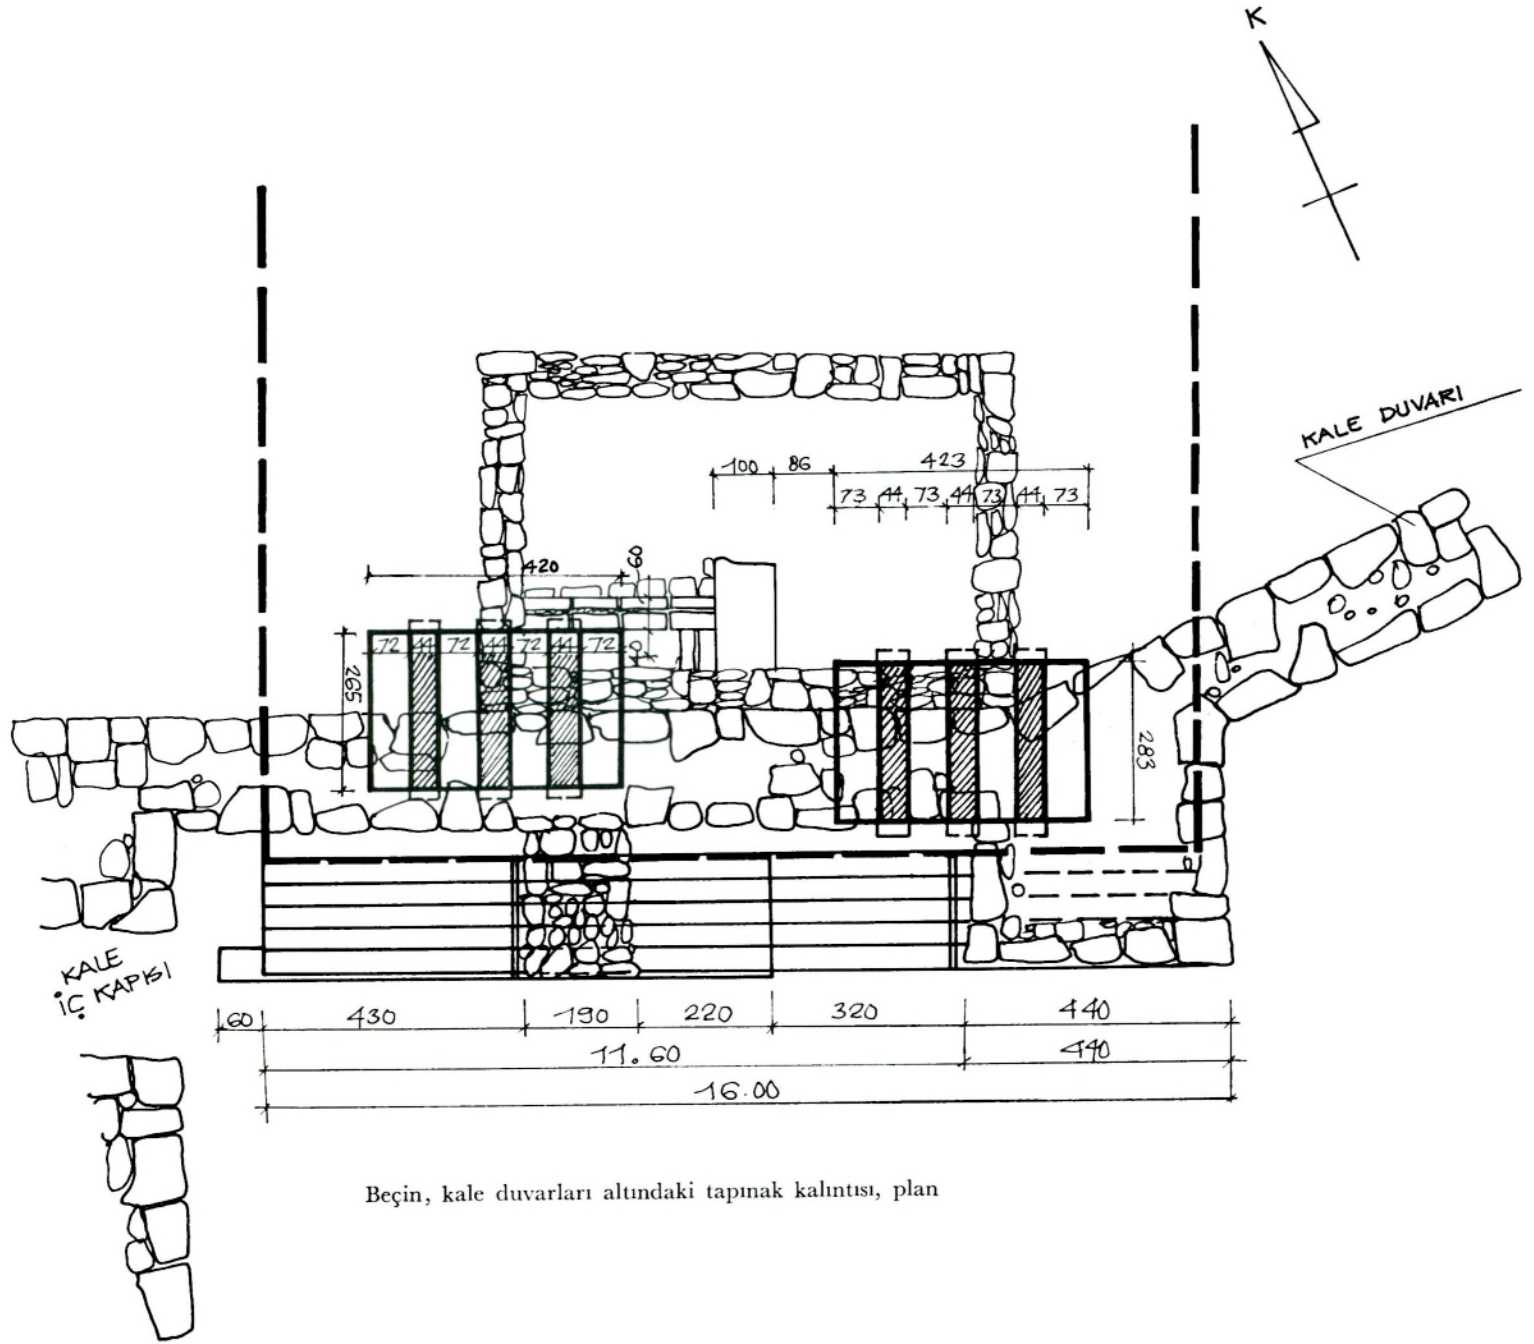 K
KALE DUVARI
100 86 423
73 44 73 44 73 44 73
420
60
72 44 72 44 72 44 72
265
283
KALE
İÇ KAPISI
60 430 190 220 320 440
11.60 440
16.00
Beçin, kale duvarları altındaki tapınak kalıntısı, plan